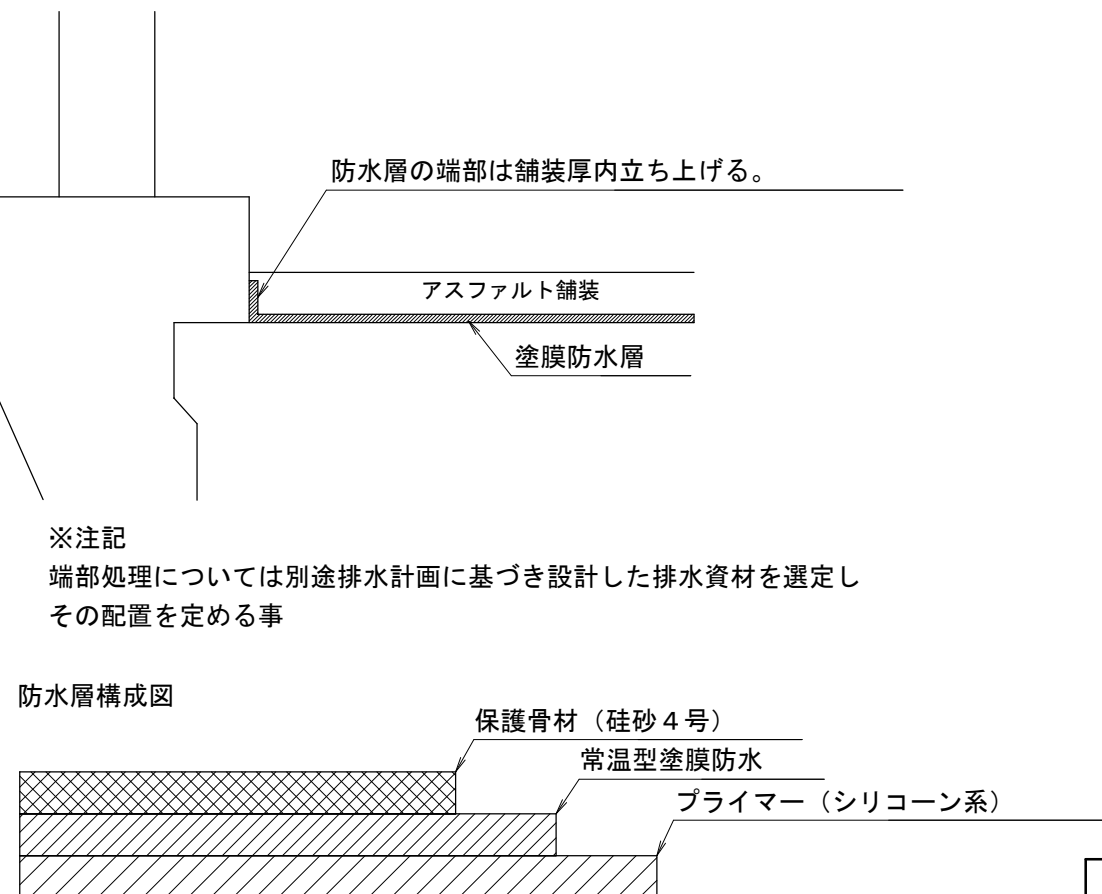 防水層の端部は舗装厚内立ち上げる。
アスファルト舗装
塗膜防水層
※注記
端部処理については別途排水計画に基づき設計した排水資材を選定し
その配置を定める事
防水層構成図
保護骨材（硅砂４号）
常温型塗膜防水
プライマー（シリコーン系）